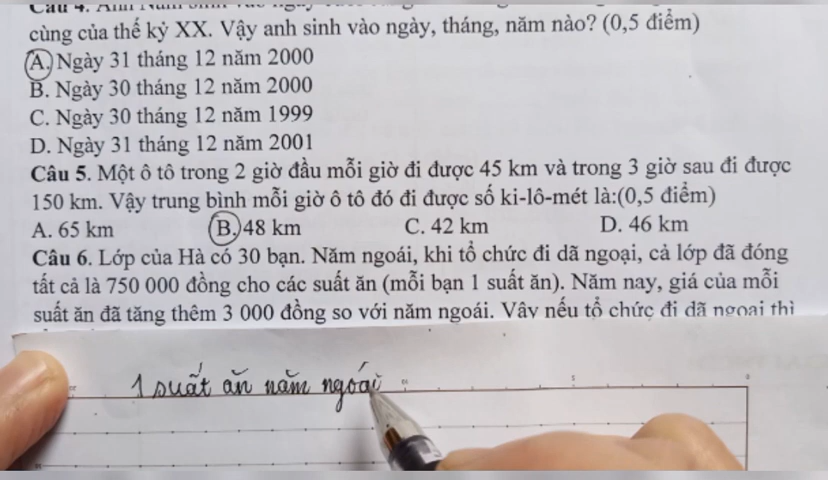 Câu 4. Anh
cùng của thế kỷ XX. Vậy anh sinh vào ngày, tháng, năm nào? (0,5 điểm)
A. Ngày 31 tháng 12 năm 2000
B. Ngày 30 tháng 12 năm 2000
C. Ngày 30 tháng 12 năm 1999
D. Ngày 31 tháng 12 năm 2001
Câu 5. Một ô tô trong 2 giờ đầu mỗi giờ đi được 45 km và trong 3 giờ sau đi được
150 km. Vậy trung bình mỗi giờ ô tô đó đi được số ki-lô-mét là:(0,5 điểm)
A. 65 km B. 48 km C. 42 km D. 46 km
Câu 6. Lớp của Hà có 30 bạn. Năm ngoái, khi tổ chức đi dã ngoại, cả lớp đã đóng
tất cả là 750 000 đồng cho các suất ăn (mỗi bạn 1 suất ăn). Năm nay, giá của mỗi
suất ăn đã tăng thêm 3 000 đồng so với năm ngoái. Vậy nếu tổ chức đi dã ngoại thì
1 suất ăn năm ngoái